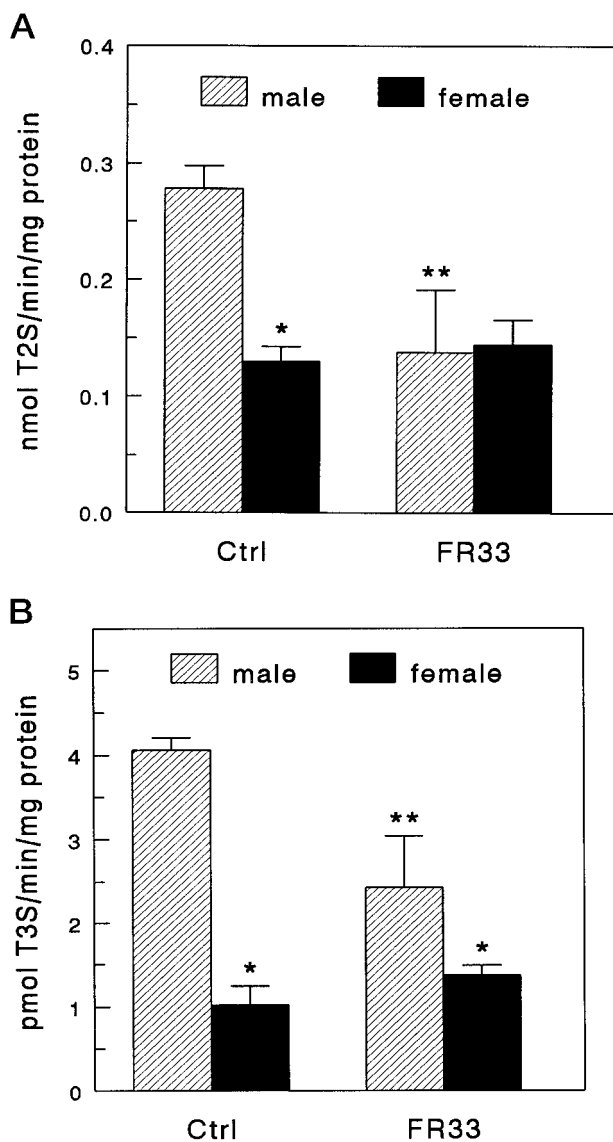 A
0.4
male female
0.3
**
0.2
*
0.1
0.0
nmol T2S/min/mg protein
Ctrl FR33
B
male female
5
4
**
3
2
*
*
1
0
pmol T3S/min/mg protein
Ctrl FR33